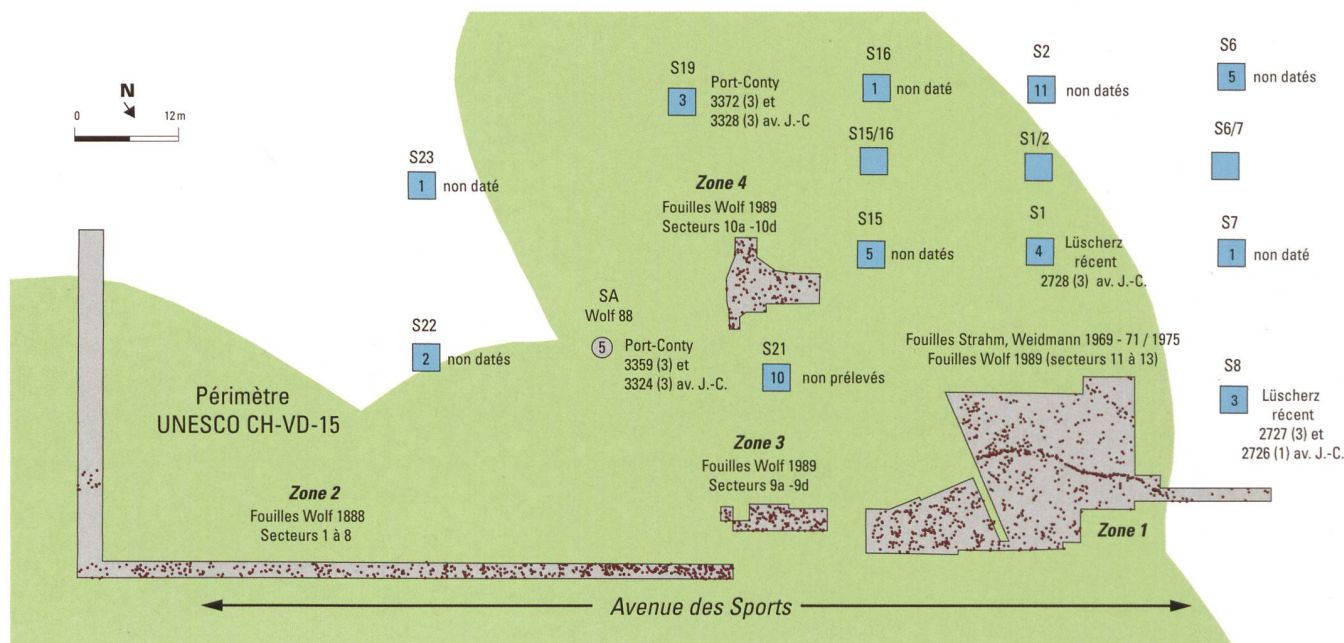 N
0 12 m
S23
1 non daté
S22
2 non datés
S19
3
Port-Conty
3372 (3) et
3328 (3) av. J.-C
S16
1 non daté
S2
11 non datés
S6
5 non datés
S15/16
S1/2
S6/7
Zone 4
Fouilles Wolf 1989
Secteurs 10a -10d
S15
5 non datés
S1
4
Lüscherz
récent
2728 (3) av. J.-C.
S7
1 non daté
SA
Wolf 88
5
Port-Conty
3359 (3) et
3324 (3) av. J.-C.
S21
10 non prélevés
Fouilles Strahm, Weidmann 1969 - 71 / 1975
Fouilles Wolf 1989 (secteurs 11 à 13)
S8
3
Lüscherz
récent
2727 (3) et
2726 (1) av. J.-C.
Périmètre
UNESCO CH-VD-15
Zone 2
Fouilles Wolf 1888
Secteurs 1 à 8
Zone 3
Fouilles Wolf 1989
Secteurs 9a -9d
Zone 1
Avenue des Sports